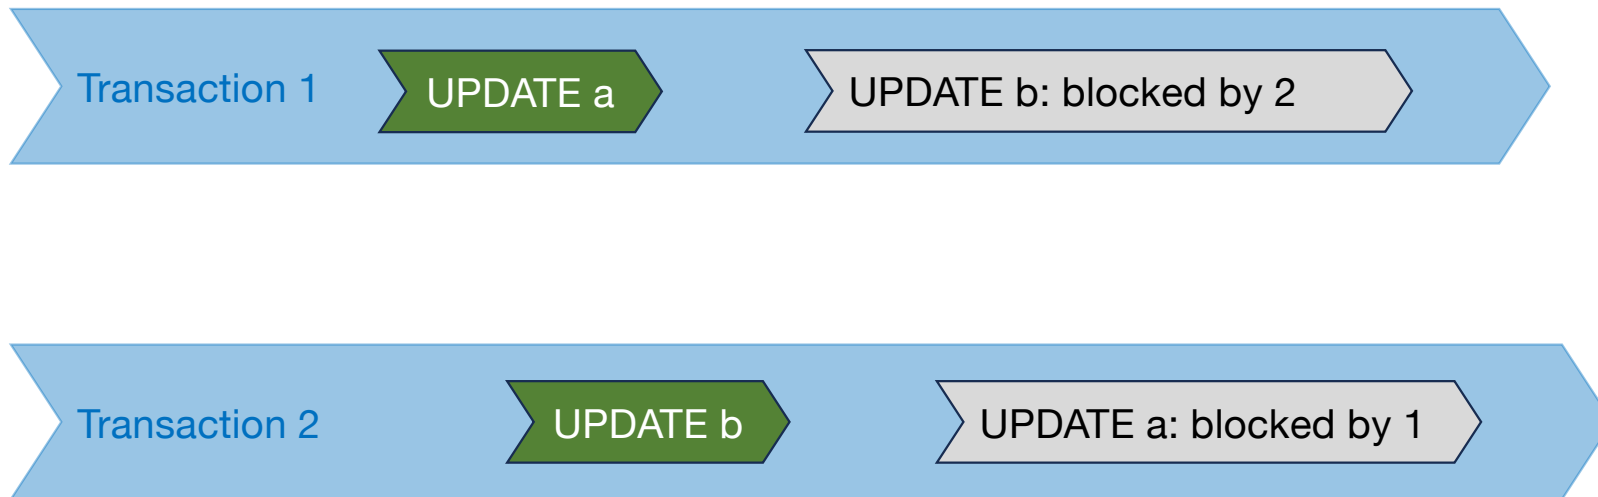 Transaction 1
UPDATE a
UPDATE b: blocked by 2
Transaction 2
UPDATE b
UPDATE a: blocked by 1